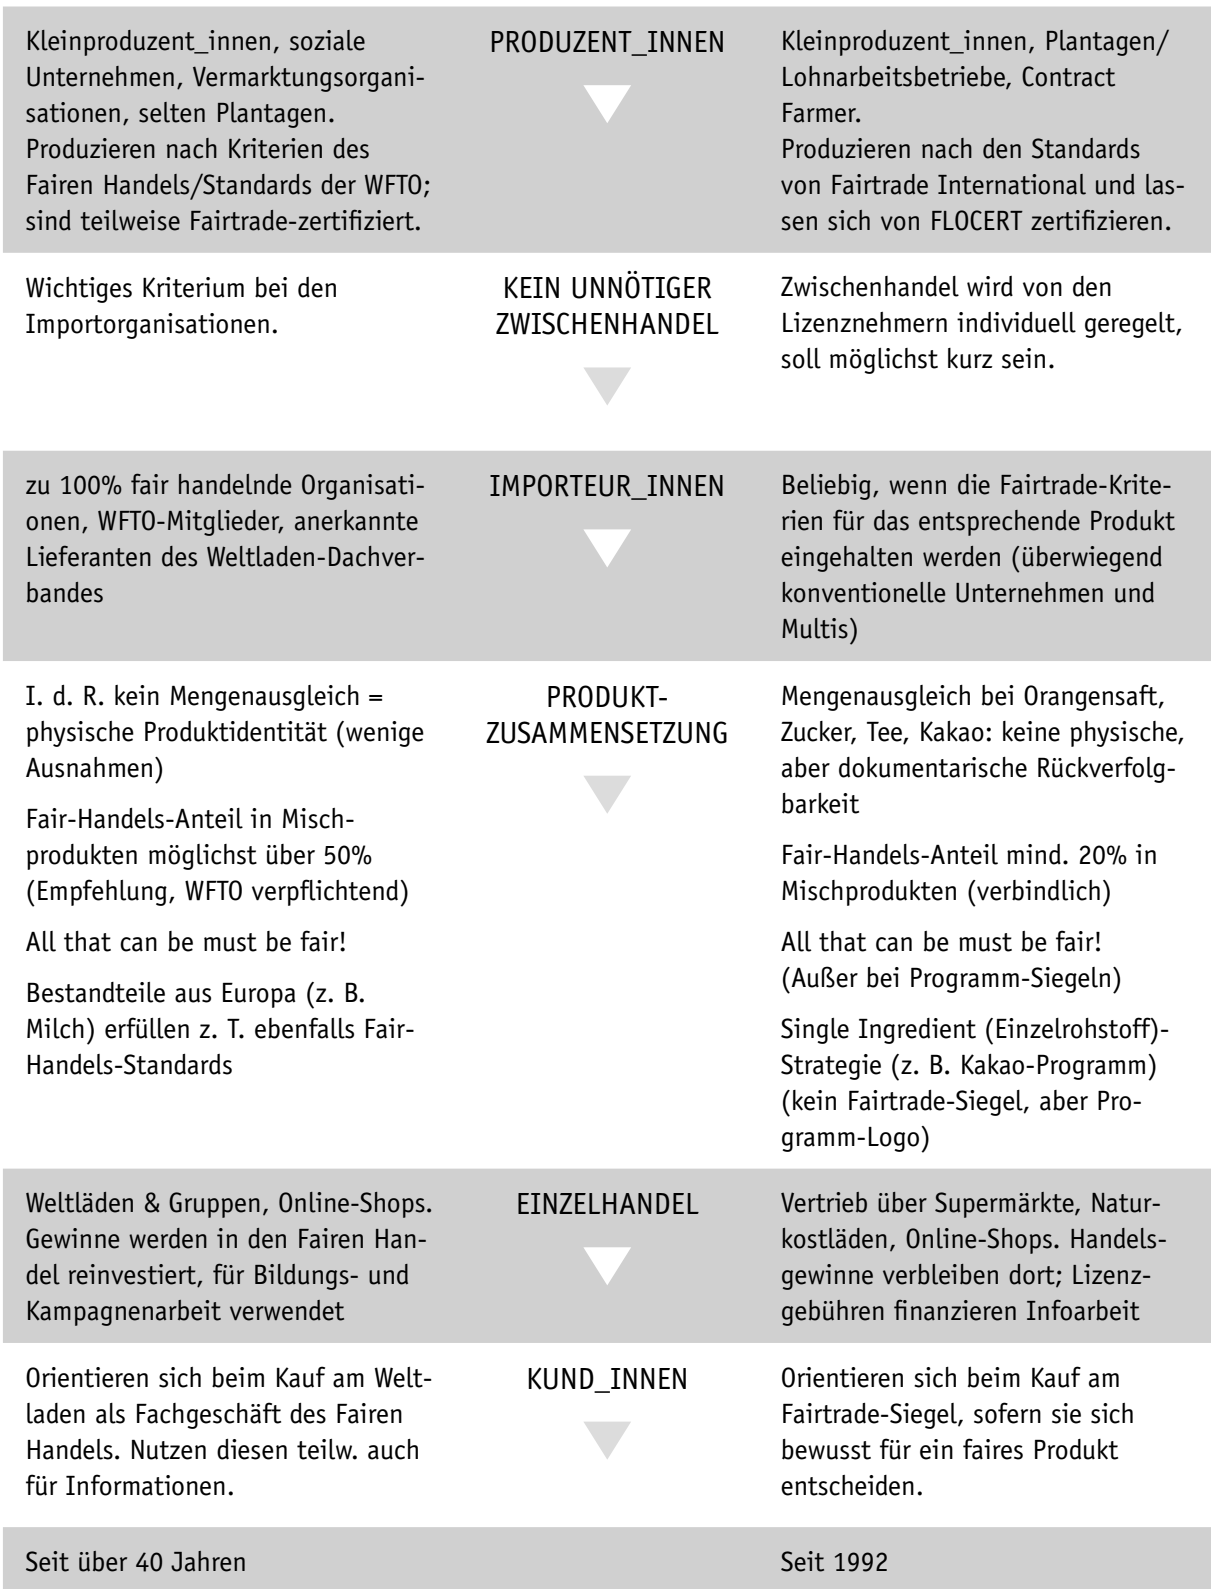 Kleinproduzent_innen, soziale
Unternehmen, Vermarktungsorgani-
sationen, selten Plantagen.
Produzieren nach Kriterien des
Fairen Handels/Standards der WFTO;
sind teilweise Fairtrade-zertifiziert.
PRODUZENT_INNEN
Kleinproduzent_innen, Plantagen/
Lohnarbeitsbetriebe, Contract
Farmer.
Produzieren nach den Standards
von Fairtrade International und las-
sen sich von FLOCERT zertifizieren.
Wichtiges Kriterium bei den
Importorganisationen.
KEIN UNNÖTIGER
ZWISCHENHANDEL
Zwischenhandel wird von den
Lizenznehmern individuell geregelt,
soll möglichst kurz sein.
zu 100% fair handelnde Organisati-
onen, WFTO-Mitglieder, anerkannte
Lieferanten des Weltladen-Dachver-
bandes
IMPORTEUR_INNEN
Beliebig, wenn die Fairtrade-Krite-
rien für das entsprechende Produkt
eingehalten werden (überwiegend
konventionelle Unternehmen und
Multis)
I. d. R. kein Mengenausgleich =
physische Produktidentität (wenige
Ausnahmen)
Fair-Handels-Anteil in Misch-
produkten möglichst über 50%
(Empfehlung, WFTO verpflichtend)
All that can be must be fair!
Bestandteile aus Europa (z. B.
Milch) erfüllen z. T. ebenfalls Fair-
Handels-Standards
PRODUKT-
ZUSAMMENSETZUNG
Mengenausgleich bei Orangensaft,
Zucker, Tee, Kakao: keine physische,
aber dokumentarische Rückverfolg-
barkeit
Fair-Handels-Anteil mind. 20% in
Mischprodukten (verbindlich)
All that can be must be fair!
(Außer bei Programm-Siegeln)
Single Ingredient (Einzelrohstoff)-
Strategie (z. B. Kakao-Programm)
(kein Fairtrade-Siegel, aber Pro-
gramm-Logo)
Weltläden & Gruppen, Online-Shops.
Gewinne werden in den Fairen Han-
del reinvestiert, für Bildungs- und
Kampagnenarbeit verwendet
EINZELHANDEL
Vertrieb über Supermärkte, Natur-
kostläden, Online-Shops. Handels-
gewinne verbleiben dort; Lizenz-
gebühren finanzieren Infoarbeit
Orientieren sich beim Kauf am Welt-
laden als Fachgeschäft des Fairen
Handels. Nutzen diesen teilw. auch
für Informationen.
KUND_INNEN
Orientieren sich beim Kauf am
Fairtrade-Siegel, sofern sie sich
bewusst für ein faires Produkt
entscheiden.
Seit über 40 Jahren
Seit 1992